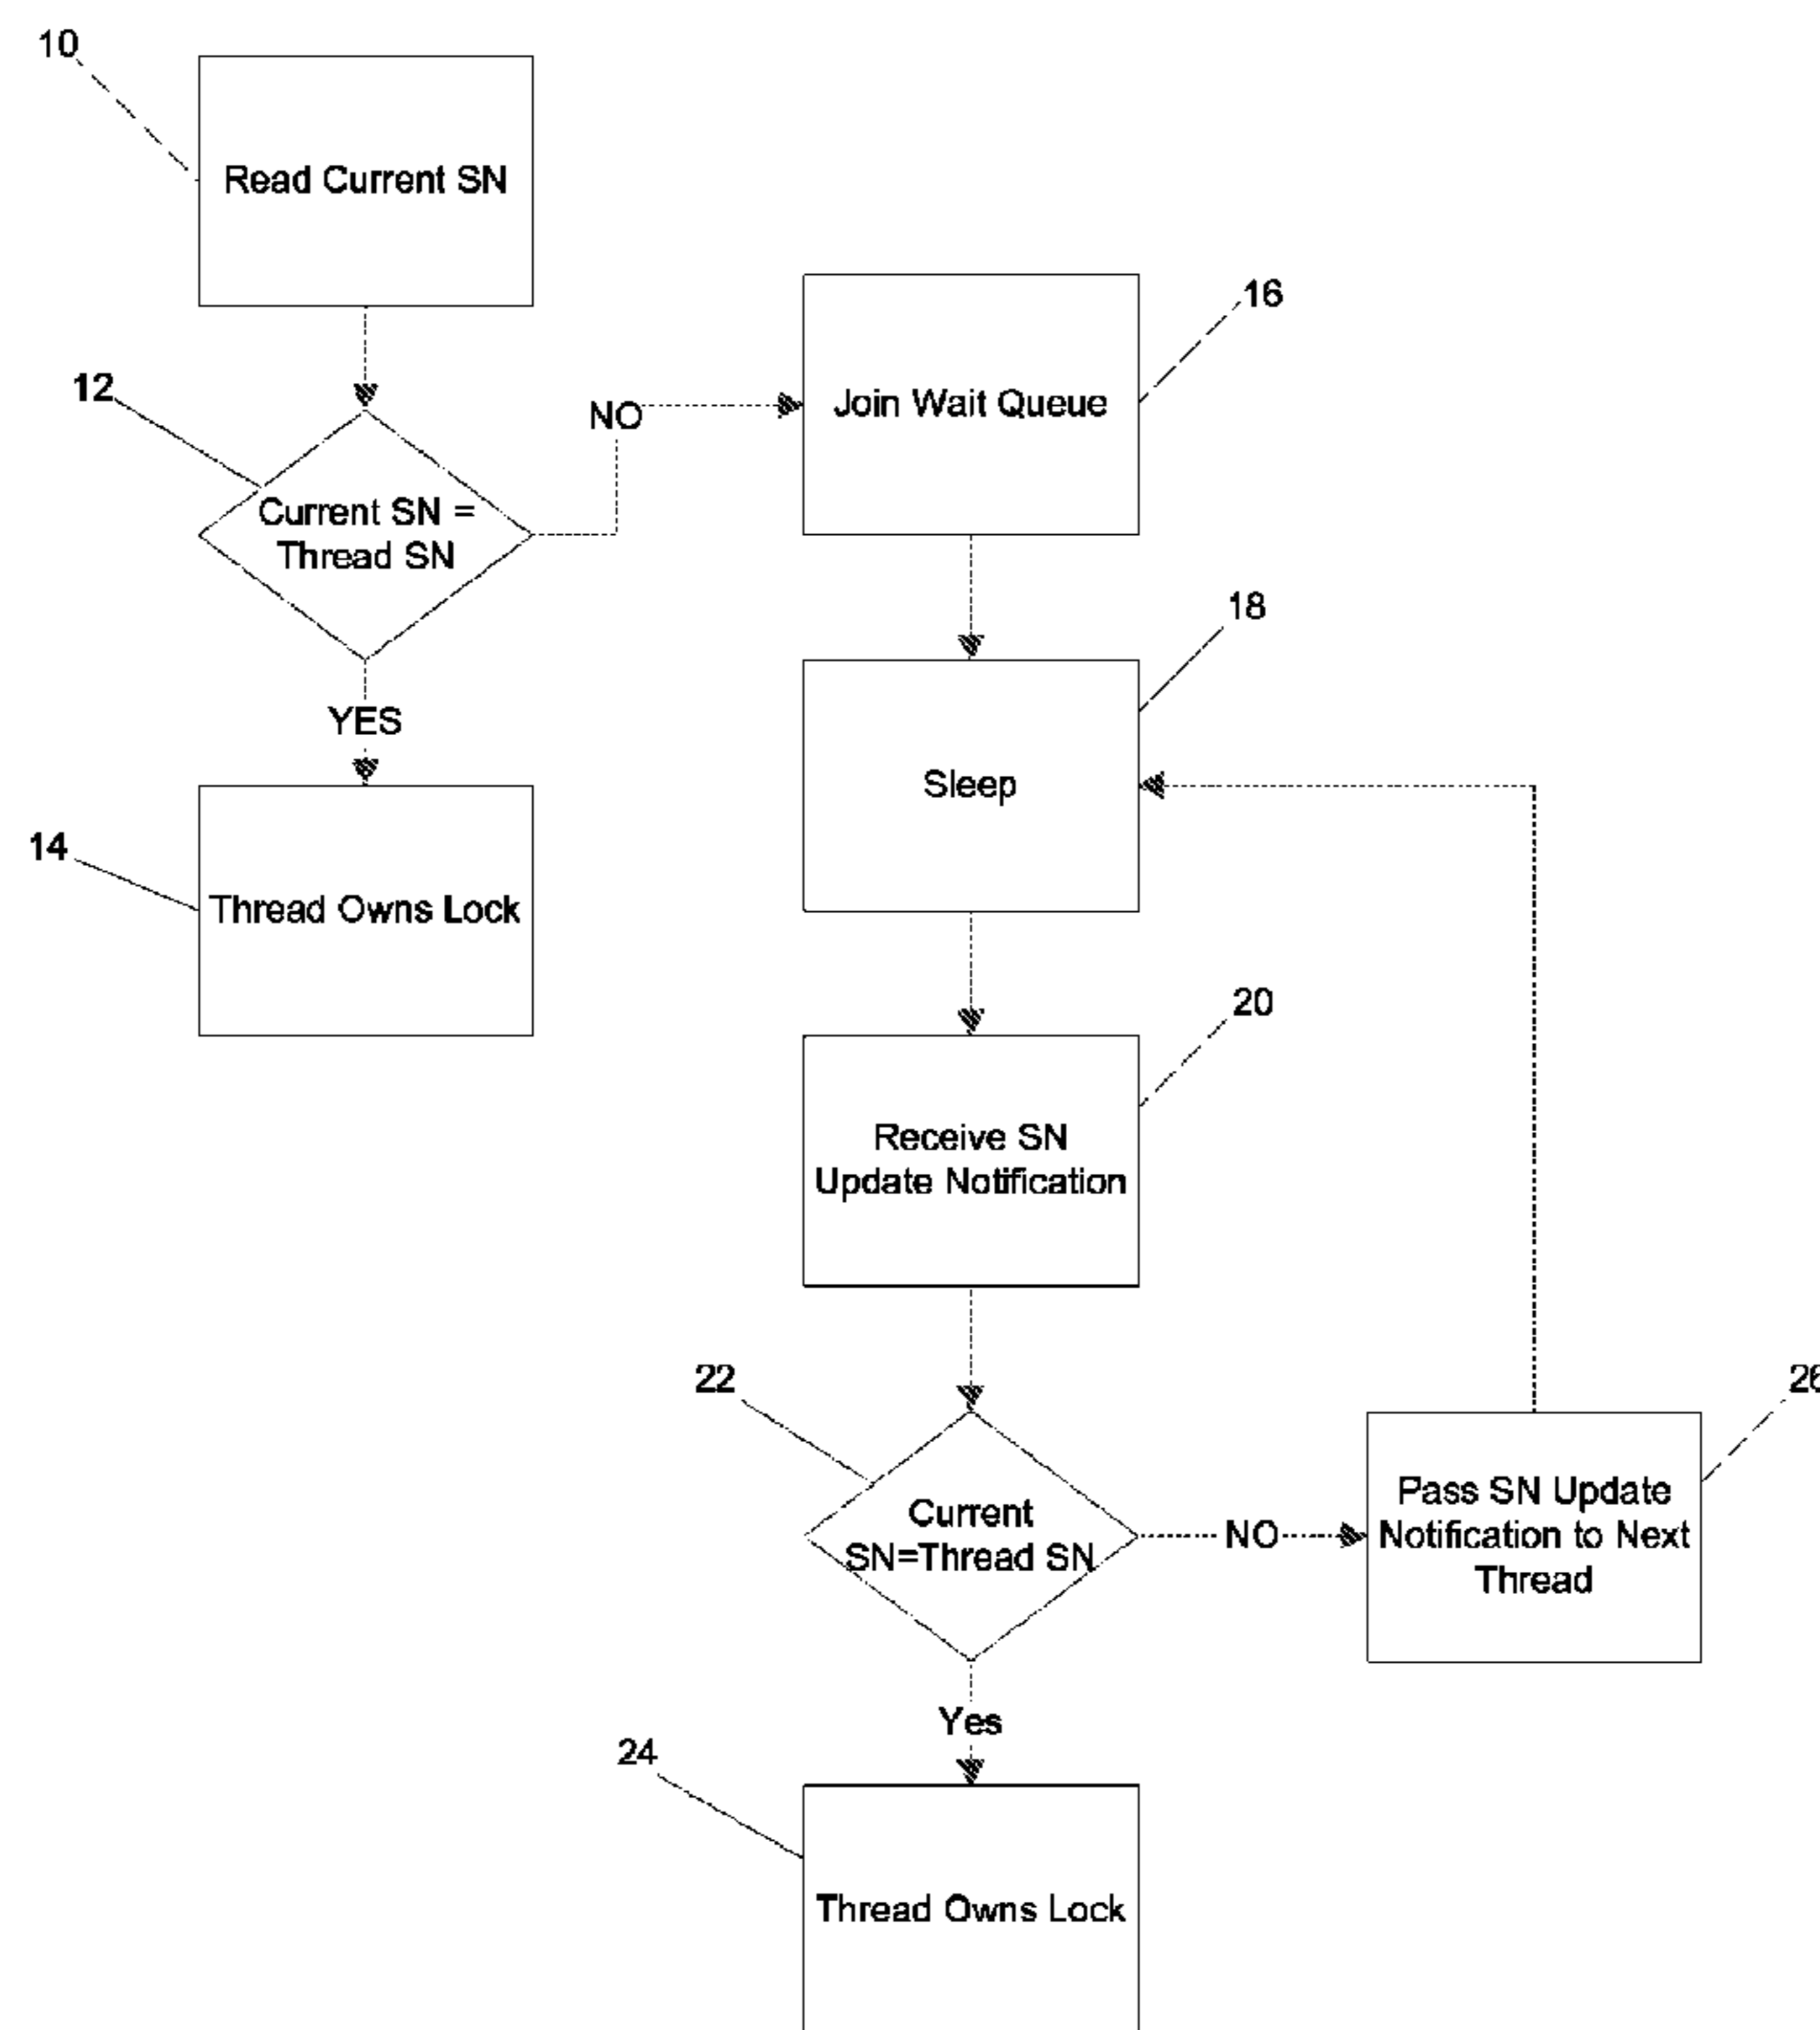 10
Read Current SN
12
Current SN =
Thread SN
NO
YES
14
Thread Owns Lock
16
Join Wait Queue
18
Sleep
20
Receive SN
Update Notification
22
Current
SN=Thread SN
NO
26
Pass SN Update
Notification to Next
Thread
Yes
24
Thread Owns Lock